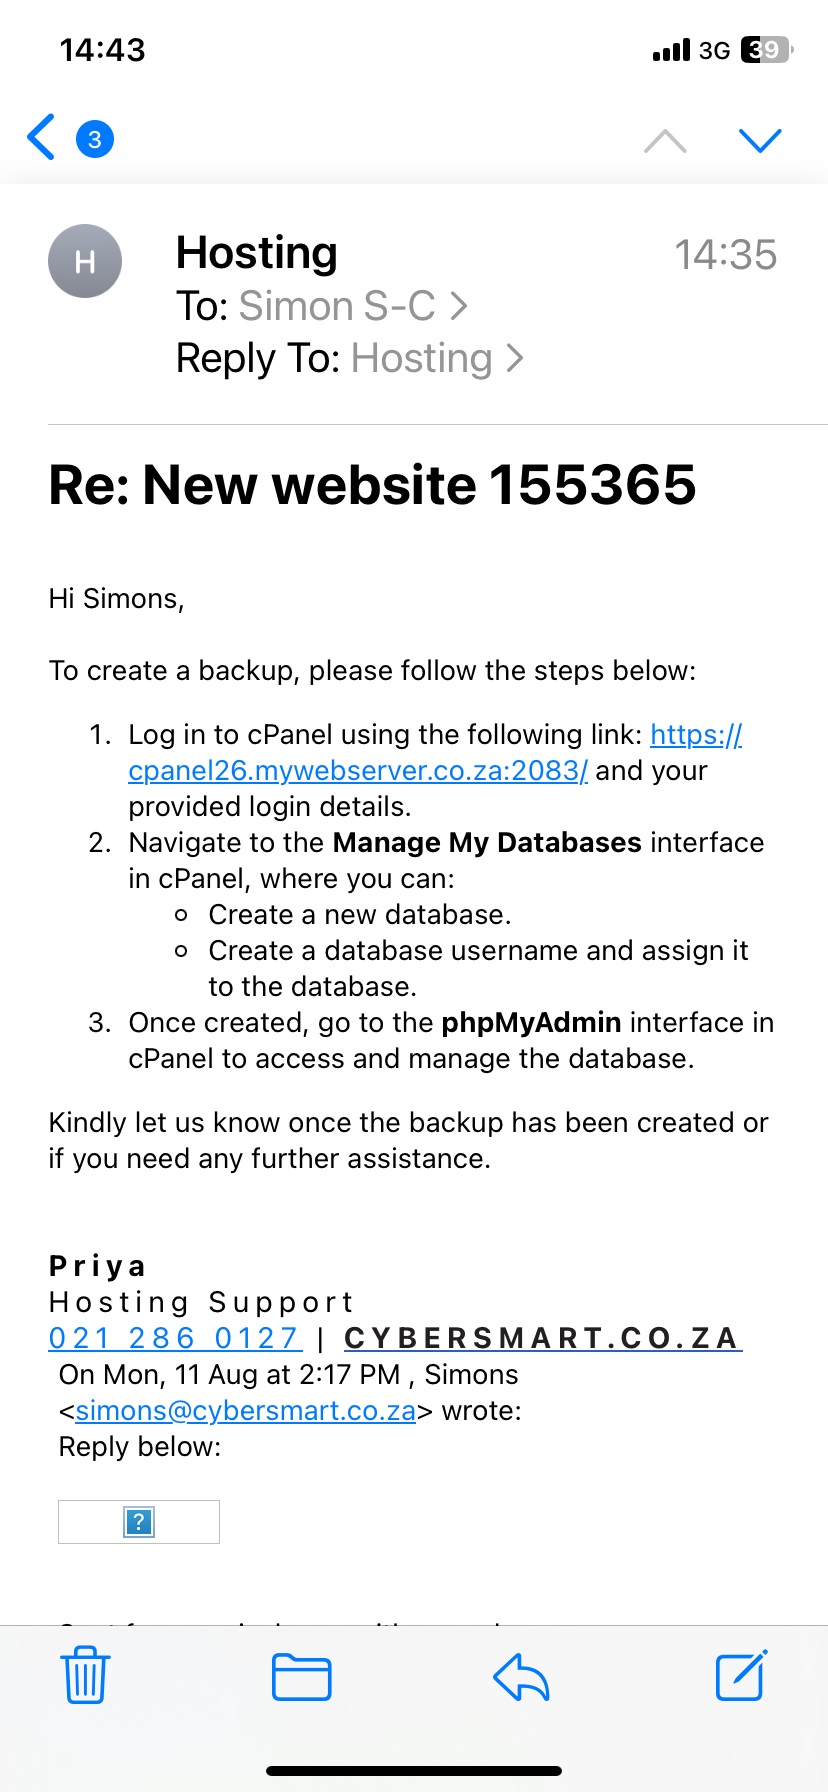 14:43
3G 39
3
H
Hosting
14:35
To: Simon S-C
Reply To: Hosting
Re: New website 155365
Hi Simons,
To create a backup, please follow the steps below:
1. Log in to cPanel using the following link: https://
cpanel26.mywebserver.co.za:2083/ and your
provided login details.
2. Navigate to the Manage My Databases interface
in cPanel, where you can:
Create a new database.
Create a database username and assign it
to the database.
3. Once created, go to the phpMyAdmin interface in
cPanel to access and manage the database.
Kindly let us know once the backup has been created or
if you need any further assistance.
Priya
Hosting Support
021 286 0127 | CYBERSMART.CO.ZA
On Mon, 11 Aug at 2:17 PM , Simons
<simons@cybersmart.co.za> wrote:
Reply below:
?